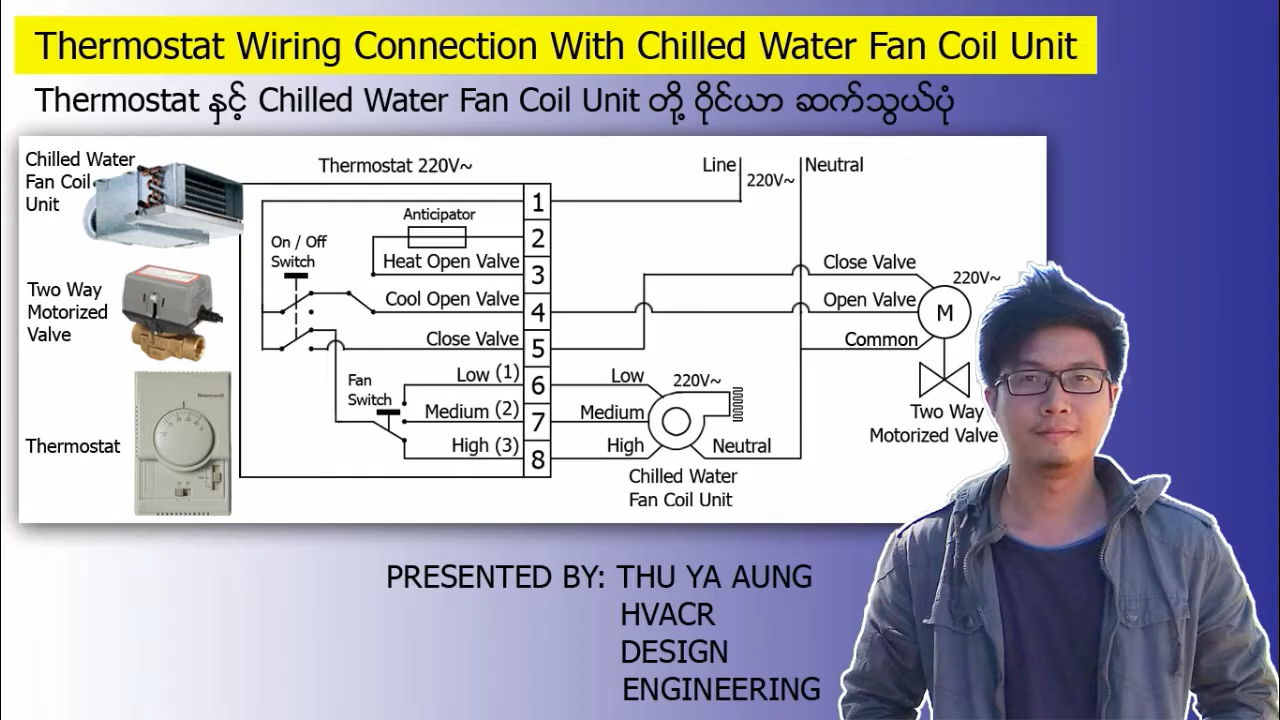 Thermostat Wiring Connection With Chilled Water Fan Coil Unit
Thermostat နှင့် Chilled Water Fan Coil Unit တို့ ဝိုင်ယာ ဆက်သွယ်ပုံ
Chilled Water
Fan Coil
Unit
Two Way
Motorized
Valve
Thermostat
Honeywell
Thermostat 220V~
On / Off
Switch
Anticipator
Heat Open Valve
Cool Open Valve
Close Valve
Fan
Switch
Low (1)
Medium (2)
High (3)
1
2
3
4
5
6
7
8
Line
220V~
Neutral
Close Valve
Open Valve
Common
220V~
M
Two Way
Motorized Valve
Low
Medium
High
220V~
Neutral
Chilled Water
Fan Coil Unit
PRESENTED BY: THU YA AUNG
HVACR
DESIGN
ENGINEERING